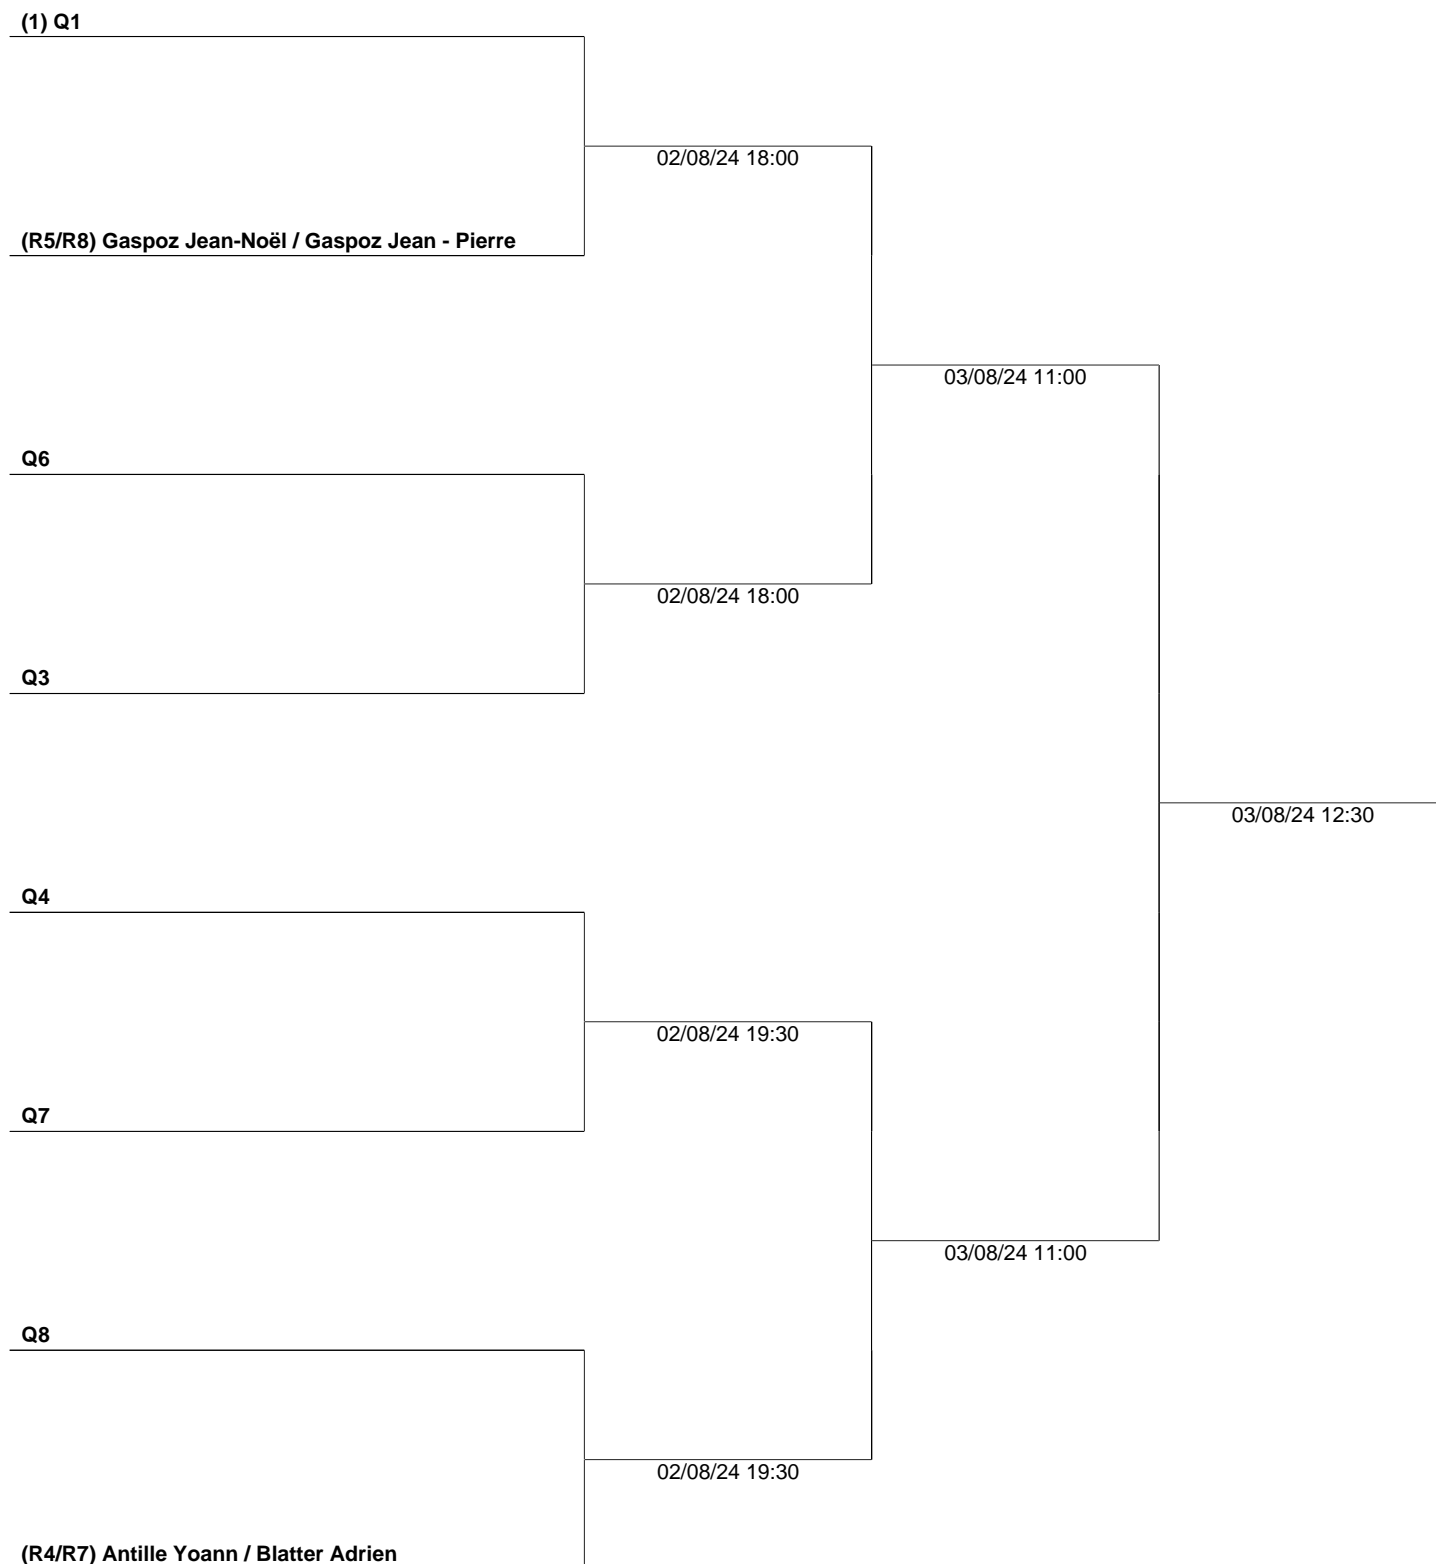 (1) Q1
02/08/24 18:00
(R5/R8) Gaspoz Jean-Noël / Gaspoz Jean - Pierre
03/08/24 11:00
Q6
02/08/24 18:00
Q3
03/08/24 12:30
Q4
02/08/24 19:30
Q7
03/08/24 11:00
Q8
02/08/24 19:30
(R4/R7) Antille Yoann / Blatter Adrien